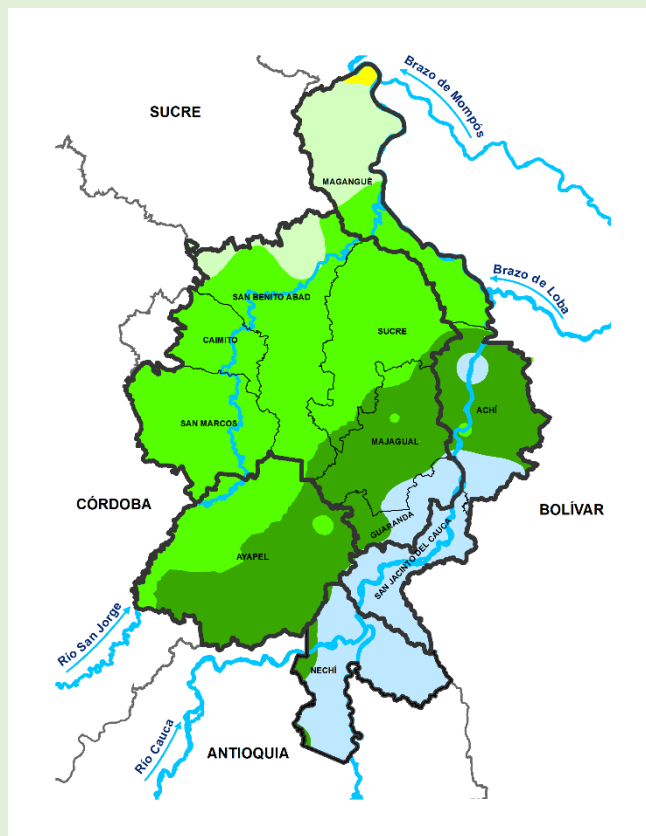 Brazo de Mompós
SUCRE
MAGANGUÉ
Brazo de Loba
SAN BENITO ABAD
SUCRE
CAIMITO
ACHÍ
SAN MARCOS
MAJAGUAL
CÓRDOBA
BOLÍVAR
GUARANDA
SAN JACINTO DEL CAUCA
AYAPEL
Río San Jorge
NECHÍ
Río Cauca
ANTIOQUIA